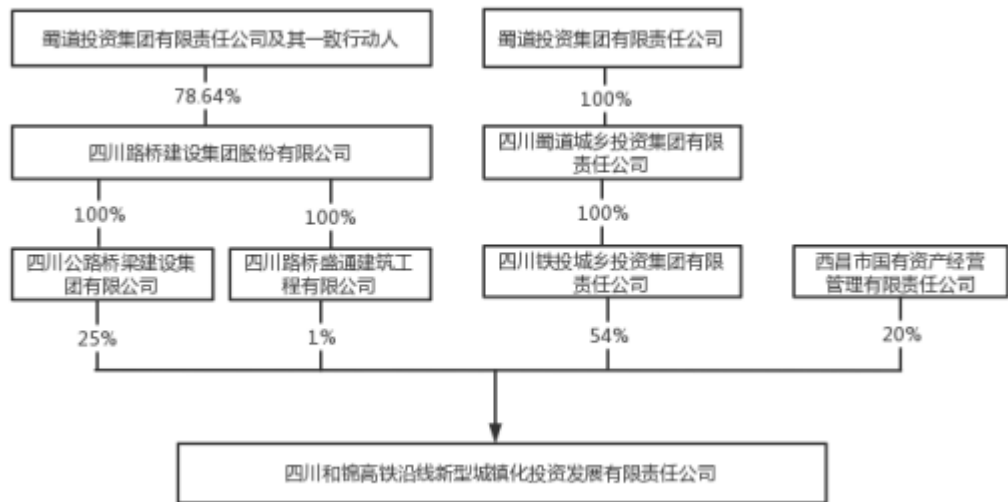 蜀道投资集团有限责任公司及其一致行动人
蜀道投资集团有限责任公司
78.64%
100%
四川路桥建设集团股份有限公司
四川蜀道城乡投资集团有限
责任公司
100%
100%
100%
四川公路桥梁建设集
团有限公司
四川路桥盛通建筑工
程有限公司
四川铁投城乡投资集团有限
责任公司
西昌市国有资产经营
管理有限责任公司
25%
1%
54%
20%
四川和锦高铁沿线新型城镇化投资发展有限责任公司